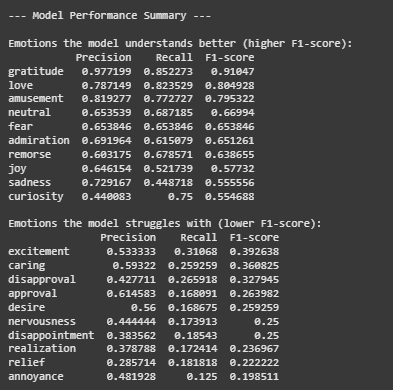 --- Model Performance Summary ---
Emotions the model understands better (higher F1-score):
Precision Recall F1-score
gratitude 0.977199 0.852273 0.91047
love 0.787149 0.823529 0.804928
amusement 0.819277 0.772727 0.795322
neutral 0.653539 0.687185 0.66994
fear 0.653846 0.653846 0.653846
admiration 0.691964 0.615079 0.651261
remorse 0.603175 0.678571 0.638655
joy 0.646154 0.521739 0.57732
sadness 0.729167 0.448718 0.555556
curiosity 0.440083 0.75 0.554688
Emotions the model struggles with (lower F1-score):
Precision Recall F1-score
excitement 0.533333 0.31068 0.392638
caring 0.59322 0.259259 0.360825
disapproval 0.427711 0.265918 0.327945
approval 0.614583 0.168091 0.263982
desire 0.56 0.168675 0.259259
nervousness 0.444444 0.173913 0.25
disappointment 0.383562 0.18543 0.25
realization 0.378788 0.172414 0.236967
relief 0.285714 0.181818 0.222222
annoyance 0.481928 0.125 0.198511